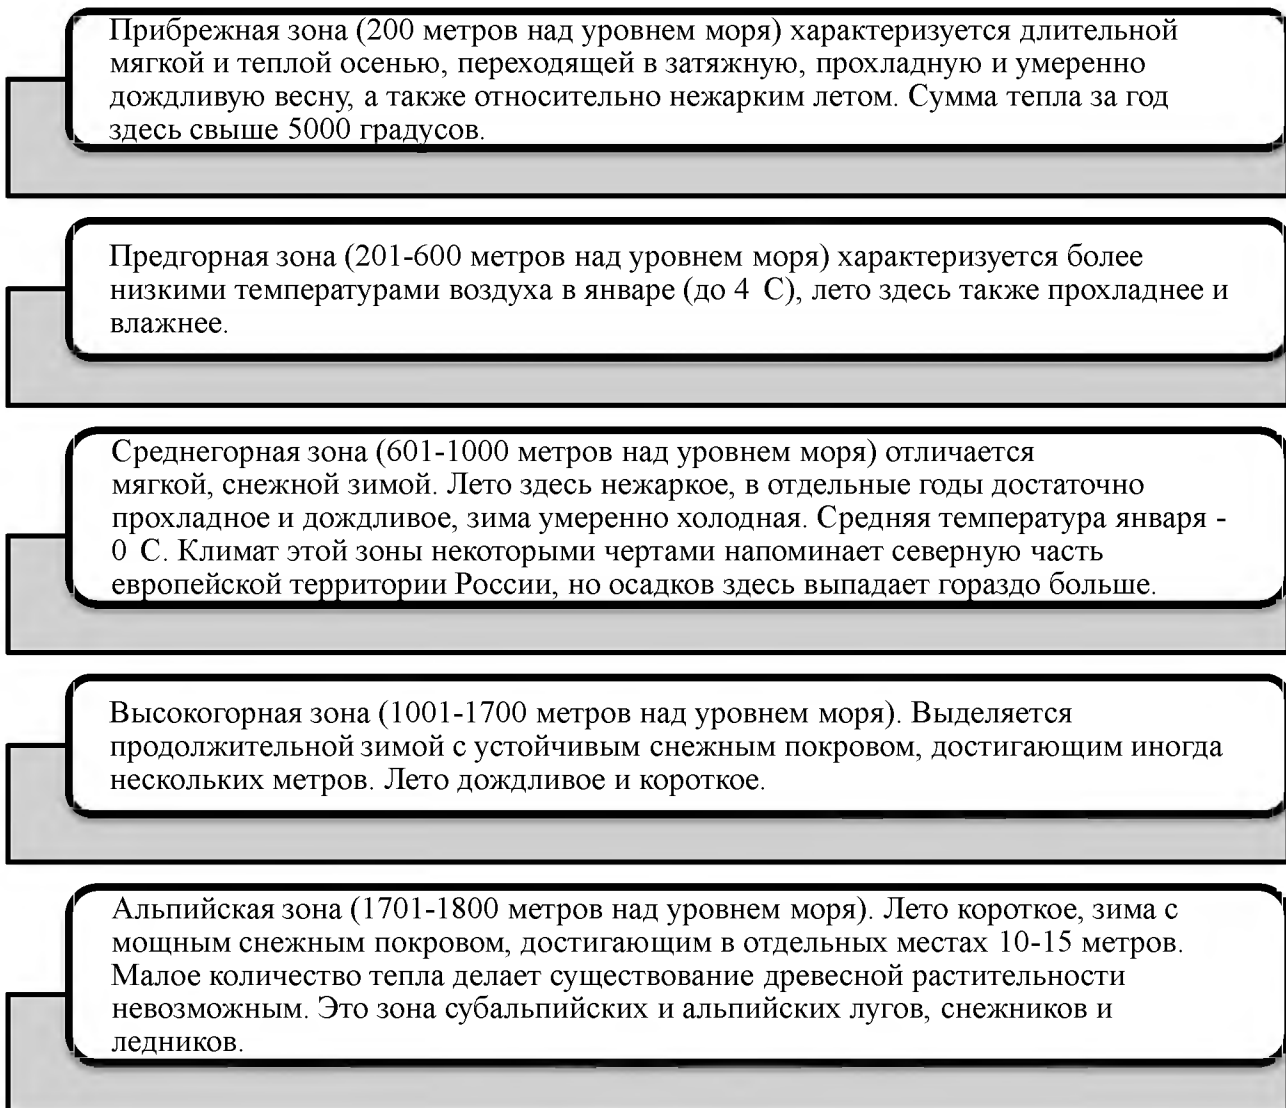 Прибрежная зона (200 метров над уровнем моря) характеризуется длительной
мягкой и теплой осенью, переходящей в затяжную, прохладную и умеренно
дождливую весну, а также относительно нежарким летом. Сумма тепла за год
здесь свыше 5000 градусов.
Предгорная зона (201-600 метров над уровнем моря) характеризуется более
низкими температурами воздуха в январе (до 4 С), лето здесь также прохладнее и
влажнее.
Среднегорная зона (601-1000 метров над уровнем моря) отличается
мягкой, снежной зимой. Лето здесь нежаркое, в отдельные годы достаточно
прохладное и дождливое, зима умеренно холодная. Средняя температура января -
0 С. Климат этой зоны некоторыми чертами напоминает северную часть
европейской территории России, но осадков здесь выпадает гораздо больше.
Высокогорная зона (1001-1700 метров над уровнем моря). Выделяется
продолжительной зимой с устойчивым снежным покровом, достигающим иногда
нескольких метров. Лето дождливое и короткое.
Альпийская зона (1701-1800 метров над уровнем моря). Лето короткое, зима с
мощным снежным покровом, достигающим в отдельных местах 10-15 метров.
Малое количество тепла делает существование древесной растительности
невозможным. Это зона субальпийских и альпийских лугов, снежников и
ледников.